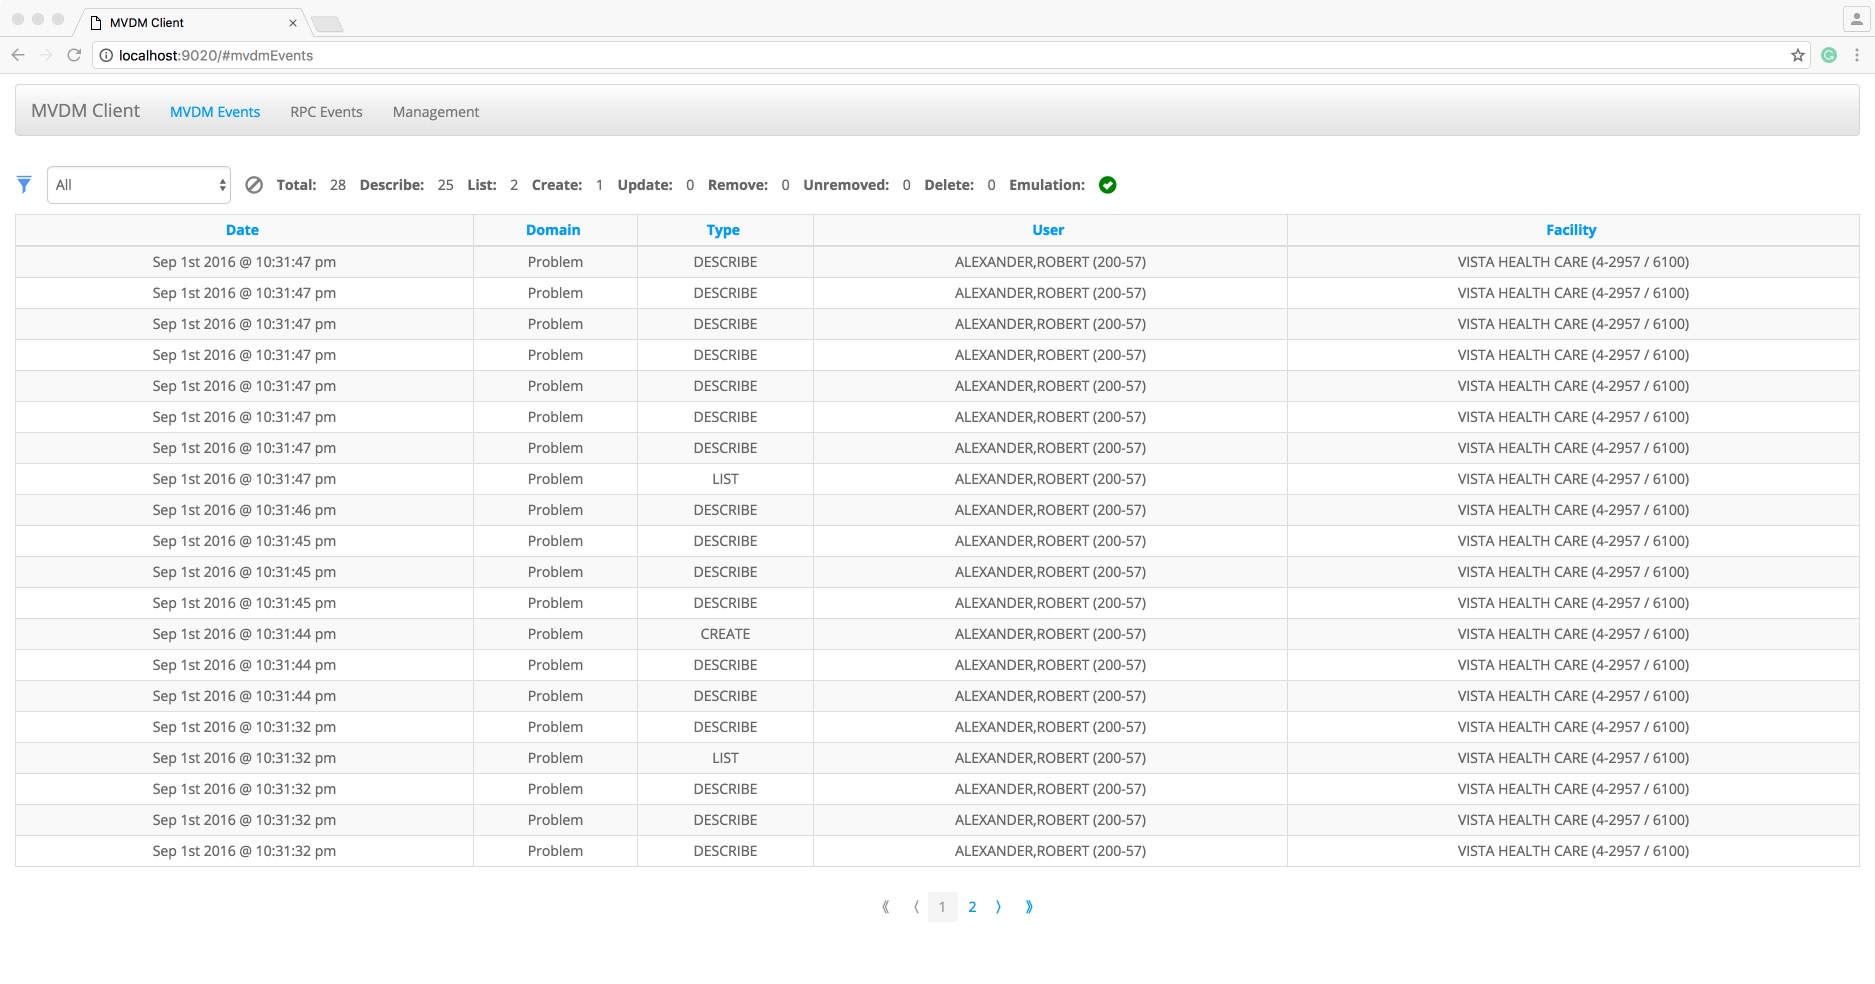 MVDM Client
localhost:9020/#mvdmEvents
MVDM Client MVDM Events RPC Events Management
All Total: 28 Describe: 25 List: 2 Create: 1 Update: 0 Remove: 0 Unremoved: 0 Delete: 0 Emulation:
Date Domain Type User Facility
Sep 1st 2016 @ 10:31:47 pm Problem DESCRIBE ALEXANDER,ROBERT (200-57) VISTA HEALTH CARE (4-2957 / 6100)
Sep 1st 2016 @ 10:31:47 pm Problem DESCRIBE ALEXANDER,ROBERT (200-57) VISTA HEALTH CARE (4-2957 / 6100)
Sep 1st 2016 @ 10:31:47 pm Problem DESCRIBE ALEXANDER,ROBERT (200-57) VISTA HEALTH CARE (4-2957 / 6100)
Sep 1st 2016 @ 10:31:47 pm Problem DESCRIBE ALEXANDER,ROBERT (200-57) VISTA HEALTH CARE (4-2957 / 6100)
Sep 1st 2016 @ 10:31:47 pm Problem DESCRIBE ALEXANDER,ROBERT (200-57) VISTA HEALTH CARE (4-2957 / 6100)
Sep 1st 2016 @ 10:31:47 pm Problem DESCRIBE ALEXANDER,ROBERT (200-57) VISTA HEALTH CARE (4-2957 / 6100)
Sep 1st 2016 @ 10:31:47 pm Problem DESCRIBE ALEXANDER,ROBERT (200-57) VISTA HEALTH CARE (4-2957 / 6100)
Sep 1st 2016 @ 10:31:47 pm Problem LIST ALEXANDER,ROBERT (200-57) VISTA HEALTH CARE (4-2957 / 6100)
Sep 1st 2016 @ 10:31:46 pm Problem DESCRIBE ALEXANDER,ROBERT (200-57) VISTA HEALTH CARE (4-2957 / 6100)
Sep 1st 2016 @ 10:31:45 pm Problem DESCRIBE ALEXANDER,ROBERT (200-57) VISTA HEALTH CARE (4-2957 / 6100)
Sep 1st 2016 @ 10:31:45 pm Problem DESCRIBE ALEXANDER,ROBERT (200-57) VISTA HEALTH CARE (4-2957 / 6100)
Sep 1st 2016 @ 10:31:45 pm Problem DESCRIBE ALEXANDER,ROBERT (200-57) VISTA HEALTH CARE (4-2957 / 6100)
Sep 1st 2016 @ 10:31:44 pm Problem CREATE ALEXANDER,ROBERT (200-57) VISTA HEALTH CARE (4-2957 / 6100)
Sep 1st 2016 @ 10:31:44 pm Problem DESCRIBE ALEXANDER,ROBERT (200-57) VISTA HEALTH CARE (4-2957 / 6100)
Sep 1st 2016 @ 10:31:44 pm Problem DESCRIBE ALEXANDER,ROBERT (200-57) VISTA HEALTH CARE (4-2957 / 6100)
Sep 1st 2016 @ 10:31:32 pm Problem DESCRIBE ALEXANDER,ROBERT (200-57) VISTA HEALTH CARE (4-2957 / 6100)
Sep 1st 2016 @ 10:31:32 pm Problem LIST ALEXANDER,ROBERT (200-57) VISTA HEALTH CARE (4-2957 / 6100)
Sep 1st 2016 @ 10:31:32 pm Problem DESCRIBE ALEXANDER,ROBERT (200-57) VISTA HEALTH CARE (4-2957 / 6100)
Sep 1st 2016 @ 10:31:32 pm Problem DESCRIBE ALEXANDER,ROBERT (200-57) VISTA HEALTH CARE (4-2957 / 6100)
Sep 1st 2016 @ 10:31:32 pm Problem DESCRIBE ALEXANDER,ROBERT (200-57) VISTA HEALTH CARE (4-2957 / 6100)
⟪ ⟨ 1 2 ⟩ ⟫